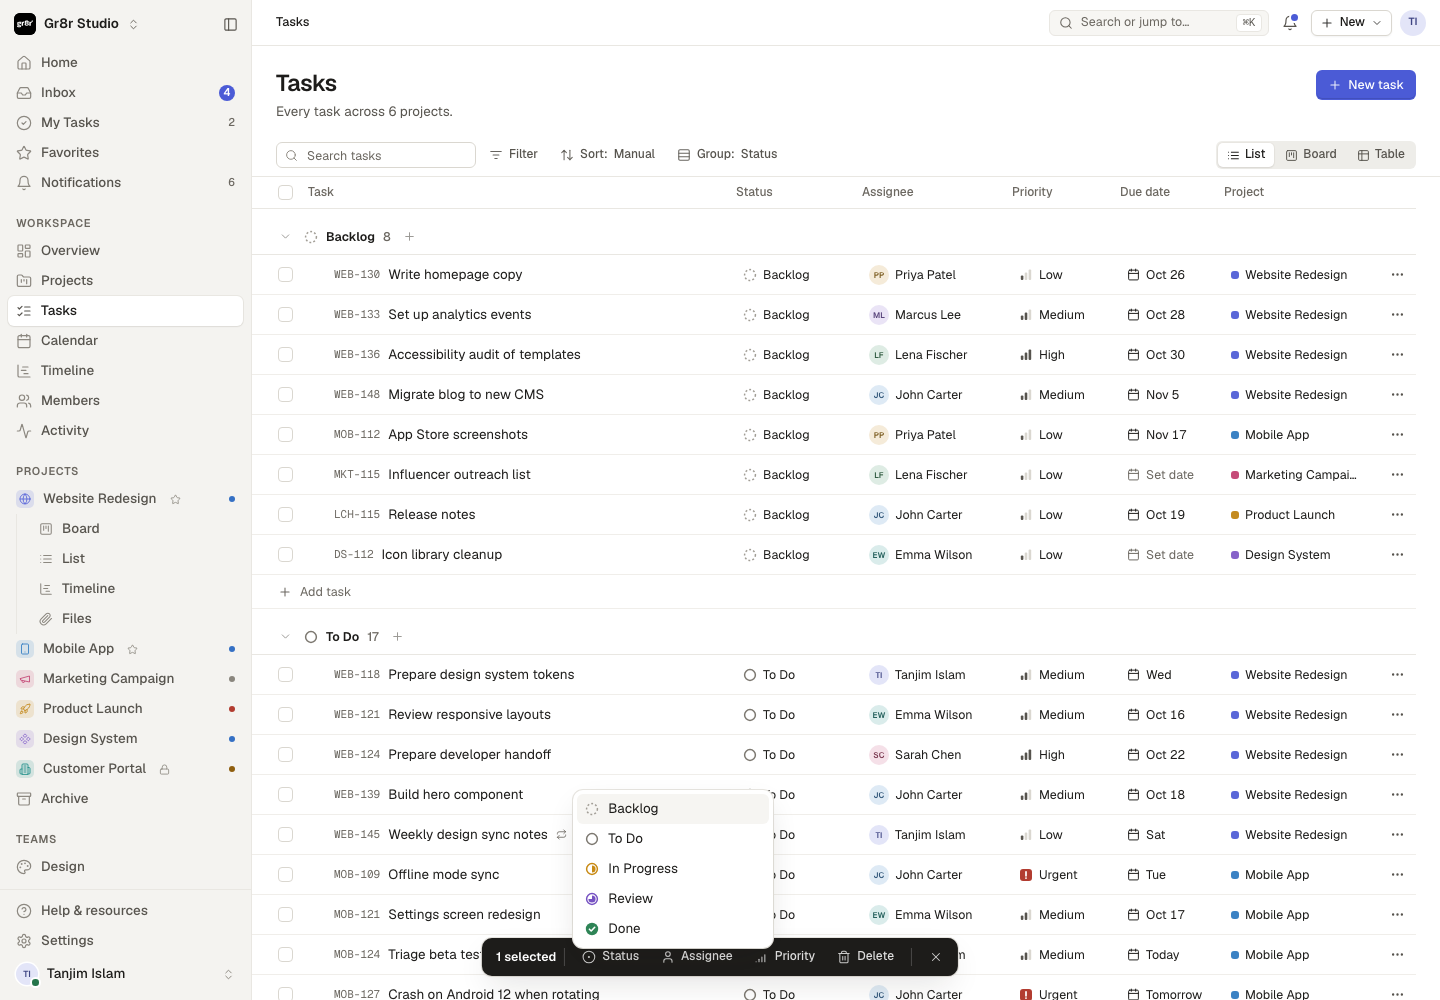 gr8r
Gr8r Studio
Home
Inbox 4
My Tasks 2
Favorites
Notifications 6
WORKSPACE
Overview
Projects
Tasks
Calendar
Timeline
Members
Activity
PROJECTS
Website Redesign
Board
List
Timeline
Files
Mobile App
Marketing Campaign
Product Launch
Design System
Customer Portal
Archive
TEAMS
Design
Help & resources
Settings
TI Tanjim Islam
Tasks
Search or jump to... ⌘K
New
TI
Tasks
Every task across 6 projects.
New task
Search tasks
Filter
Sort: Manual
Group: Status
List Board Table
Task Status Assignee Priority Due date Project
Backlog 8
WEB-130 Write homepage copy Backlog PP Priya Patel Low Oct 26 Website Redesign
WEB-133 Set up analytics events Backlog ML Marcus Lee Medium Oct 28 Website Redesign
WEB-136 Accessibility audit of templates Backlog LF Lena Fischer High Oct 30 Website Redesign
WEB-148 Migrate blog to new CMS Backlog JC John Carter Medium Nov 5 Website Redesign
MOB-112 App Store screenshots Backlog PP Priya Patel Low Nov 17 Mobile App
MKT-115 Influencer outreach list Backlog LF Lena Fischer Low Set date Marketing Campai...
LCH-115 Release notes Backlog JC John Carter Low Oct 19 Product Launch
DS-112 Icon library cleanup Backlog EW Emma Wilson Low Set date Design System
Add task
To Do 17
WEB-118 Prepare design system tokens To Do TI Tanjim Islam Medium Wed Website Redesign
WEB-121 Review responsive layouts To Do EW Emma Wilson Medium Oct 16 Website Redesign
WEB-124 Prepare developer handoff To Do SC Sarah Chen High Oct 22 Website Redesign
WEB-139 Build hero component o Do JC John Carter Medium Oct 18 Website Redesign
WEB-145 Weekly design sync notes o Do TI Tanjim Islam Low Sat Website Redesign
MOB-109 Offline mode sync o Do JC John Carter Urgent Tue Mobile App
MOB-121 Settings screen redesign o Do EW Emma Wilson Medium Oct 17 Mobile App
MOB-124 Triage beta tes Medium Today Mobile App
MOB-127 Crash on Android 12 when rotating To Do JC John Carter Urgent Tomorrow Mobile App
Backlog
To Do
In Progress
Review
Done
1 selected Status Assignee Priority Delete